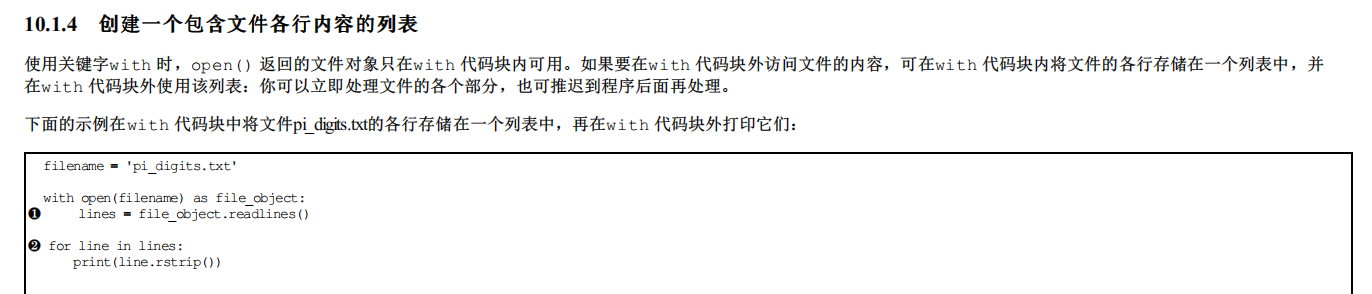 10.1.4 创建一个包含文件各行内容的列表
使用关键字with 时，open() 返回的文件对象只在with 代码块内可用。如果要在with 代码块外访问文件的内容，可在with 代码块内将文件的各行存储在一个列表中，并
在with 代码块外使用该列表：你可以立即处理文件的各个部分，也可推迟到程序后面再处理。
下面的示例在with 代码块中将文件pi_digits.txt的各行存储在一个列表中，再在with 代码块外打印它们：
filename = 'pi_digits.txt'
with open(filename) as file_object:
❶ lines = file_object.readlines()
❷ for line in lines:
print(line.rstrip())